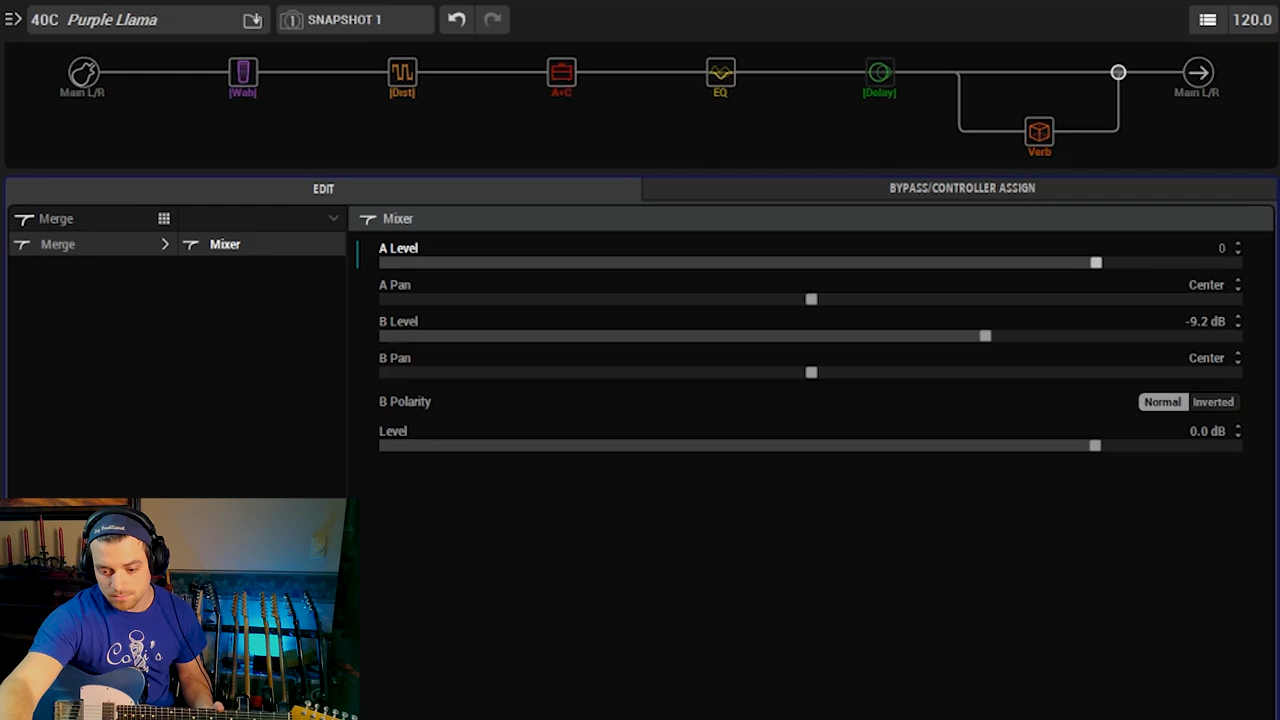 40C Purple Llama
1 SNAPSHOT 1
120.0
Main L/R
|Wah|
|Dist|
A+C
EQ
|Delay|
Main L/R
Verb
EDIT
BYPASS/CONTROLLER ASSIGN
Merge
Mixer
Merge
Mixer
A Level
0
A Pan
Center
B Level
-9.2 dB
B Pan
Center
B Polarity
Normal Inverted
Level
0.0 dB